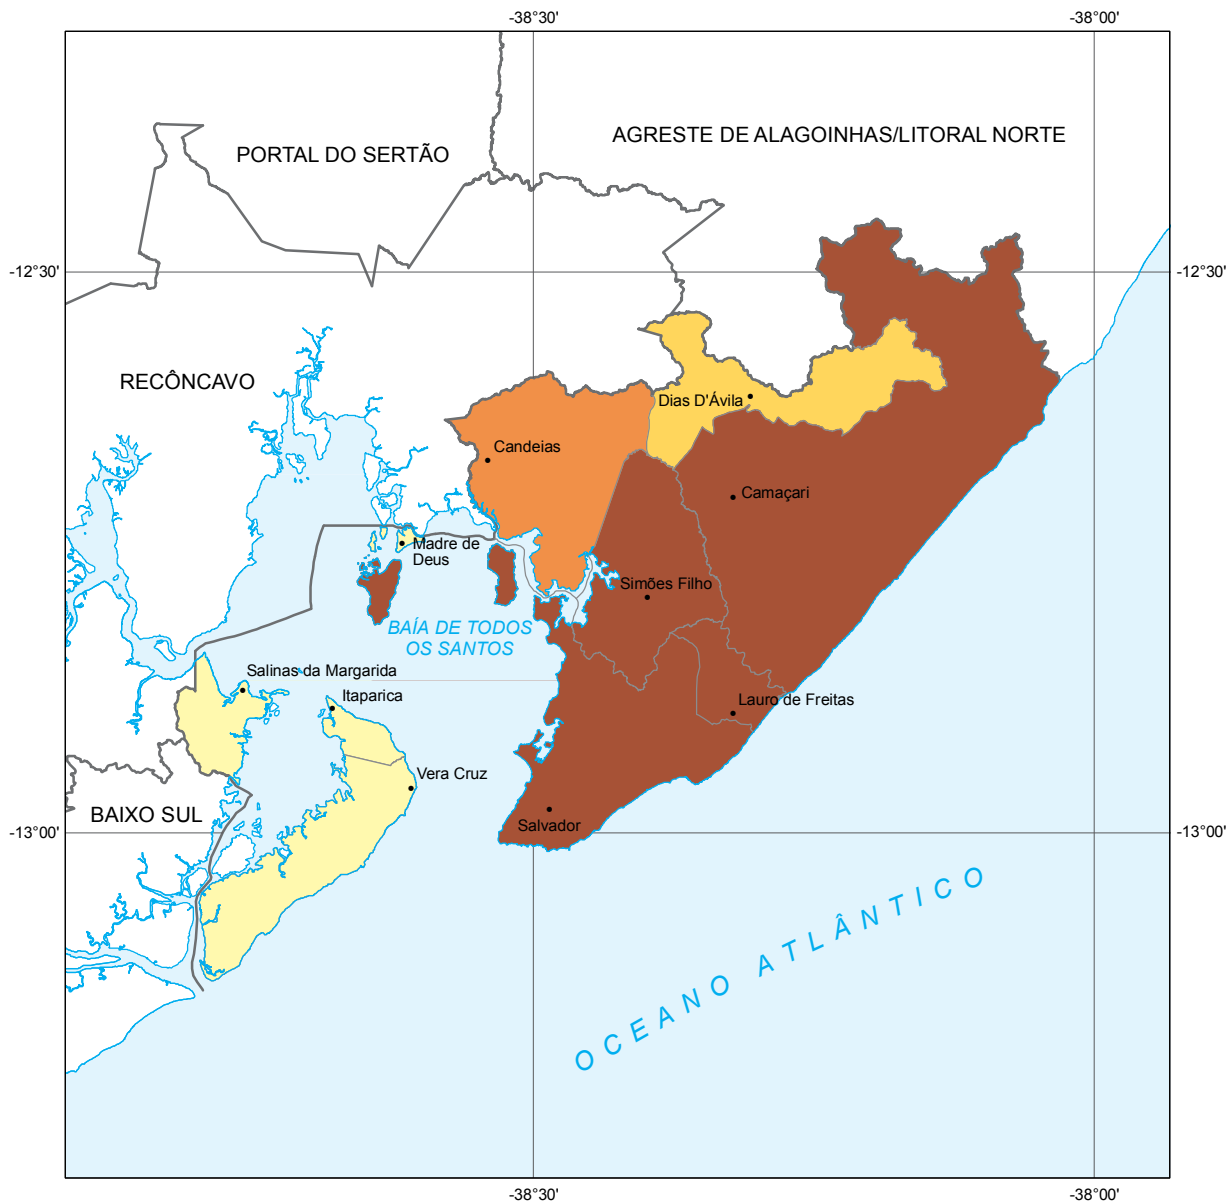 -38°30'
-38°00'
AGRESTE DE ALAGOINHAS/LITORAL NORTE
PORTAL DO SERTÃO
-12°30'
-12°30'
RECÔNCAVO
Dias D'Ávila
Candeias
Camaçari
Madre de
Deus
Simões Filho
BAÍA DE TODOS
OS SANTOS
Salinas da Margarida
Itaparica
Lauro de Freitas
Vera Cruz
BAIXO SUL
Salvador
-13°00'
-13°00'
OCEANO ATLÂNTICO
-38°30'
-38°00'